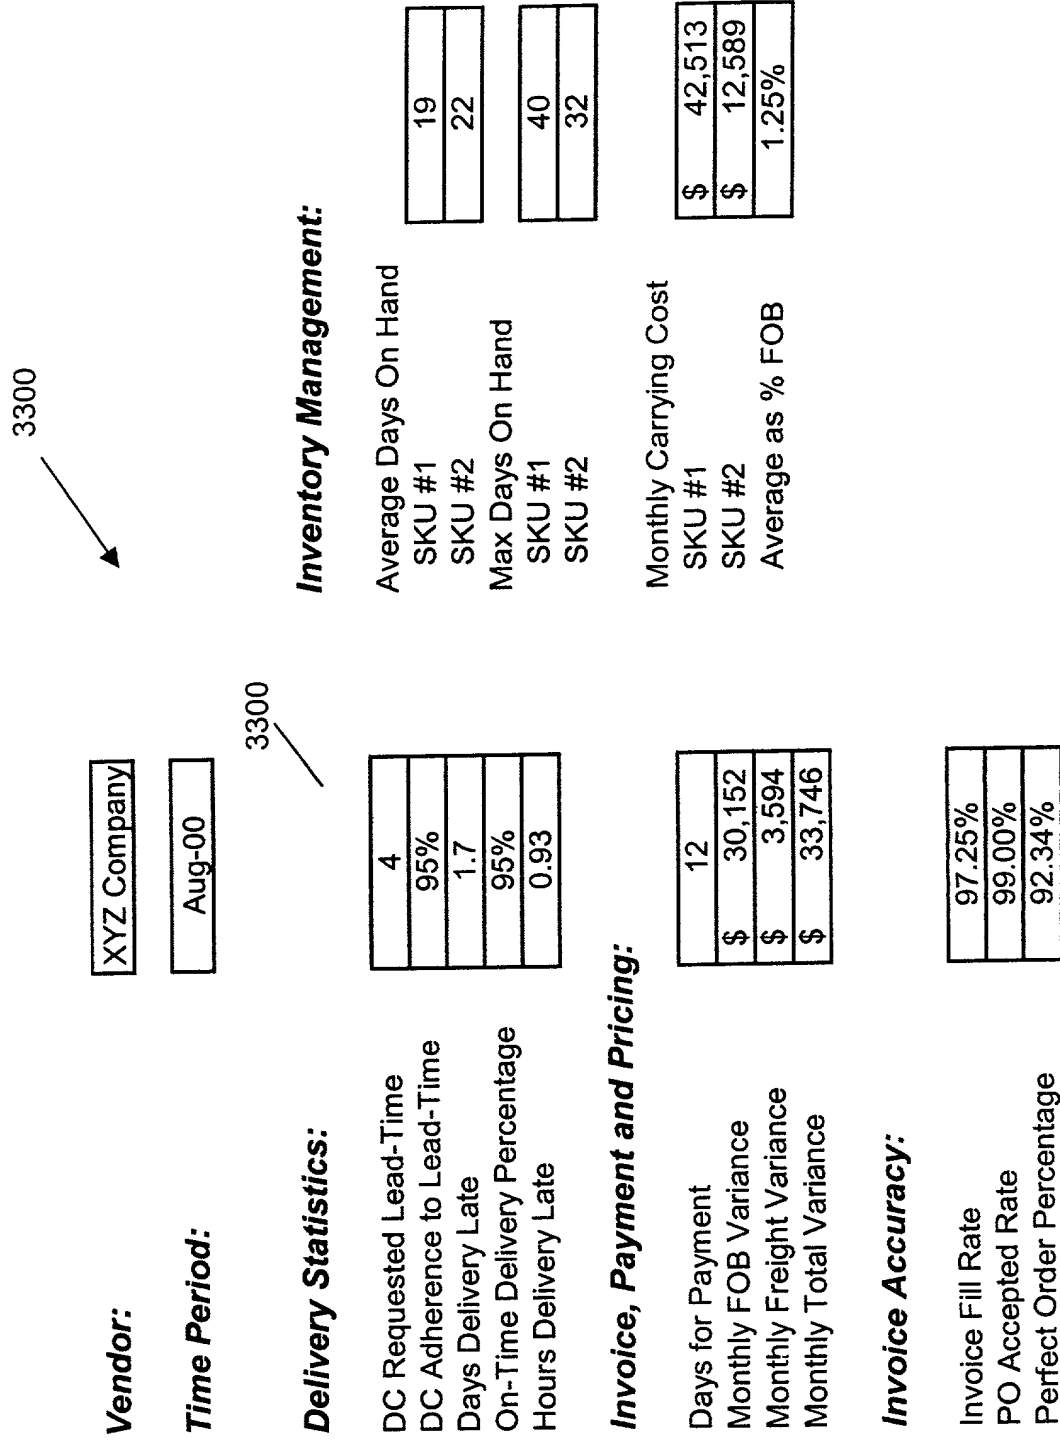 3300
Vendor: XYZ Company
Time Period: Aug-00
3300
Delivery Statistics:
DC Requested Lead-Time 4
DC Adherence to Lead-Time 95%
Days Delivery Late 1.7
On-Time Delivery Percentage 95%
Hours Delivery Late 0.93
Invoice, Payment and Pricing:
Days for Payment 12
Monthly FOB Variance $ 30,152
Monthly Freight Variance $ 3,594
Monthly Total Variance $ 33,746
Invoice Accuracy:
Invoice Fill Rate 97.25%
PO Accepted Rate 99.00%
Perfect Order Percentage 92.34%
Inventory Management:
Average Days On Hand
SKU #1 19
SKU #2 22
Max Days On Hand
SKU #1 40
SKU #2 32
Monthly Carrying Cost
SKU #1 $ 42,513
SKU #2 $ 12,589
Average as % FOB 1.25%